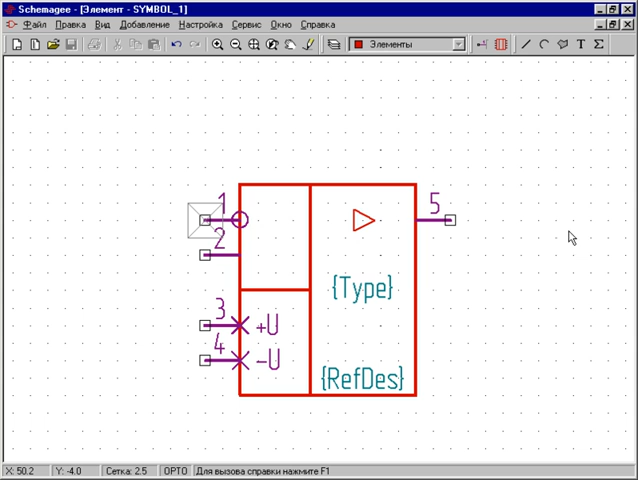 Schemagee - [Элемент - SYMBOL_1]
Файл Правка Вид Добавление Настройка Сервис Окно Справка
Элементы
1
5
2
{Type}
3
+U
4
-U
{RefDes}
X: 50.2 Y: -4.0 Сетка: 2.5 ОРТО Для вызова справки нажмите F1